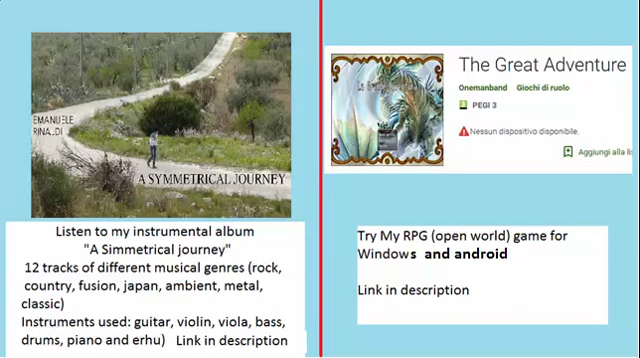 EMANUELE
RINALDI
A SYMMETRICAL JOURNEY
Listen to my instrumental album
"A Simmetrical journey"
12 tracks of different musical genres (rock,
country, fusion, japan, ambient, metal,
classic)
Instruments used: guitar, violin, viola, bass,
drums, piano and erhu) Link in description
The Great Adventure
Onemanband Giochi di ruolo
PEGI 3
Nessun dispositivo disponibile.
Aggiungi alla lis
Try My RPG (open world) game for
Windows and android
Link in description